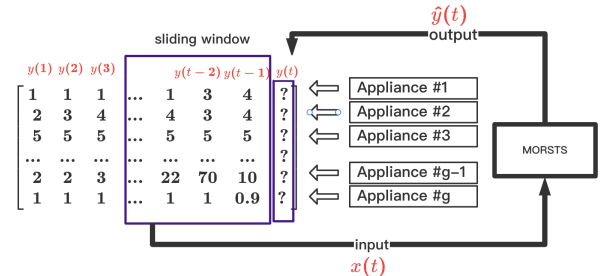 ŷ(t)
output
sliding window
y(1) y(2) y(3) y(t−2) y(t−1) y(t)
1 1 1 ... 1 3 4 ? Appliance #1
2 3 4 ... 4 3 4 ? Appliance #2
5 5 5 ... 5 5 5 ? Appliance #3
... ... ... ... ... ... ... ?
2 2 3 ... 22 70 10 ? Appliance #g−1
1 1 1 ... 1 1 0.9 ? Appliance #g
MORSTS
input
x(t)